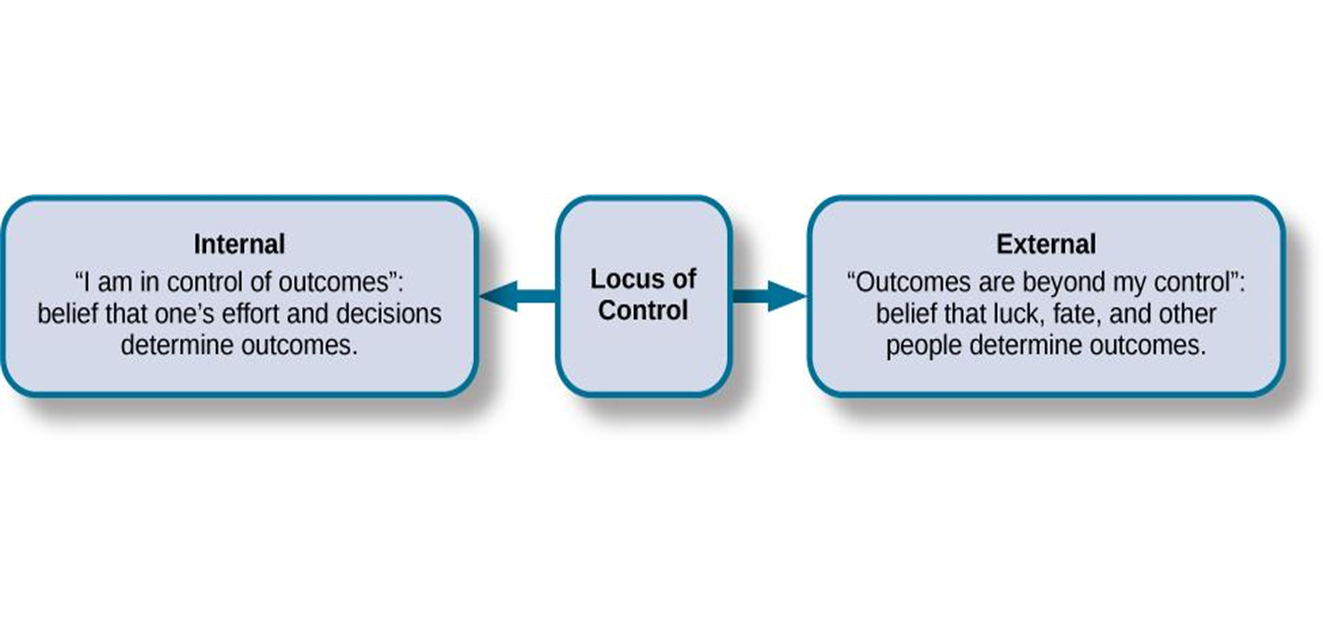 Internal
“I am in control of outcomes”:
belief that one’s effort and decisions
determine outcomes.
Locus of
Control
External
“Outcomes are beyond my control”:
belief that luck, fate, and other
people determine outcomes.